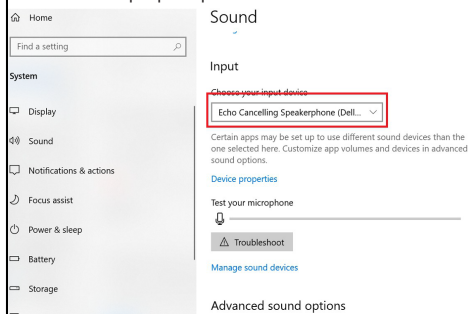 Home
Find a setting
System
Display
Sound
Notifications & actions
Focus assist
Power & sleep
Battery
Storage
Sound
Input
Choose your input device
Echo Cancelling Speakerphone (Dell...
Certain apps may be set up to use different sound devices than the
one selected here. Customize app volumes and devices in advanced
sound options.
Device properties
Test your microphone
Troubleshoot
Manage sound devices
Advanced sound options